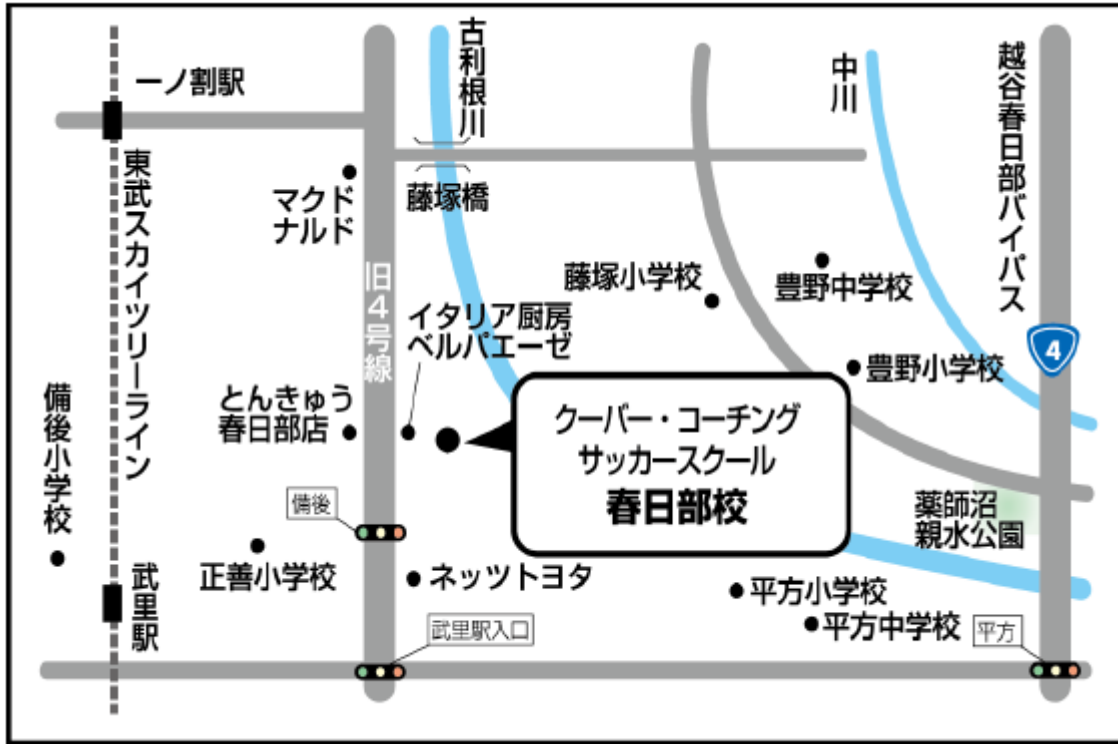 一ノ割駅
東武スカイツリーライン
マクド
ナルド
旧4号線
古利根川
藤塚橋
中川
越谷春日部バイパス
4
藤塚小学校
豊野中学校
豊野小学校
イタリア厨房
ベルパエーゼ
とんきゅう
春日部店
クーバー・コーチング
サッカースクール
春日部校
備後小学校
備後
正善小学校
ネッツトヨタ
薬師沼
親水公園
武里駅
武里駅入口
平方小学校
平方中学校
平方